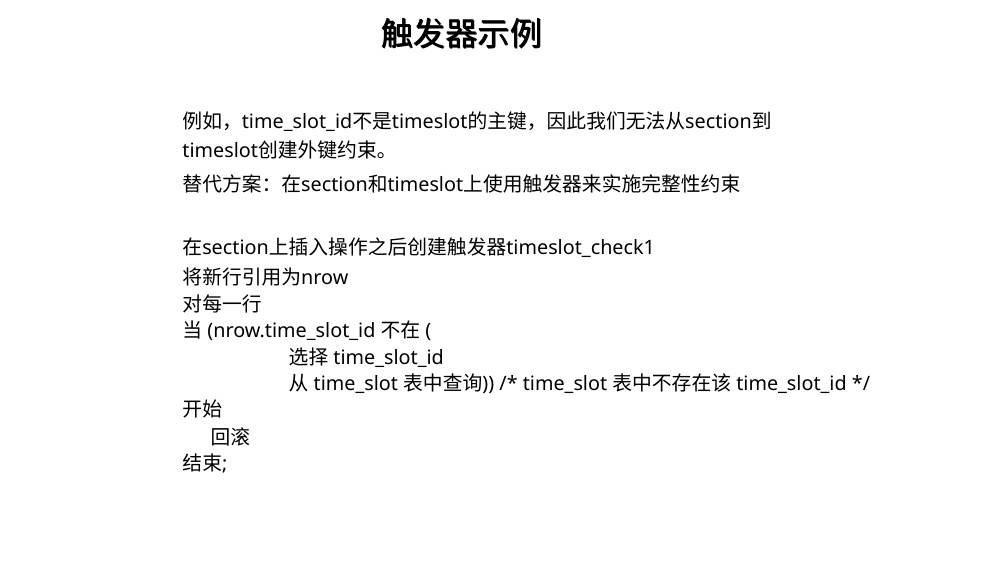 触发器示例
例如，time_slot_id不是timeslot的主键，因此我们无法从section到
timeslot创建外键约束。
替代方案：在section和timeslot上使用触发器来实施完整性约束
在section上插入操作之后创建触发器timeslot_check1
将新行引用为nrow
对每一行
当 (nrow.time_slot_id 不在 (
选择 time_slot_id
从 time_slot 表中查询)) /* time_slot 表中不存在该 time_slot_id */
开始
回滚
结束;